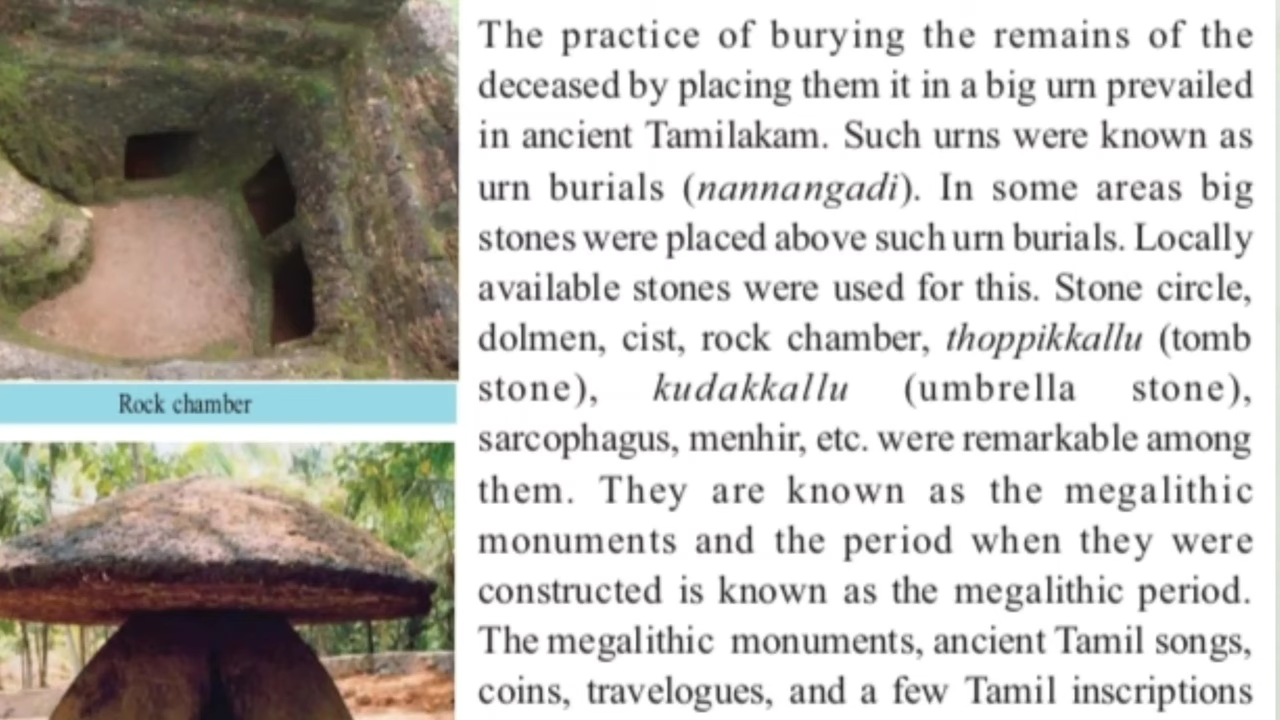 The practice of burying the remains of the
deceased by placing them it in a big urn prevailed
in ancient Tamilakam. Such urns were known as
urn burials (nannangadi). In some areas big
stones were placed above such urn burials. Locally
available stones were used for this. Stone circle,
dolmen, cist, rock chamber, thoppikkallu (tomb
stone), kudakkallu (umbrella stone),
sarcophagus, menhir, etc. were remarkable among
them. They are known as the megalithic
monuments and the period when they were
constructed is known as the megalithic period.
The megalithic monuments, ancient Tamil songs,
coins, travelogues, and a few Tamil inscriptions
Rock chamber